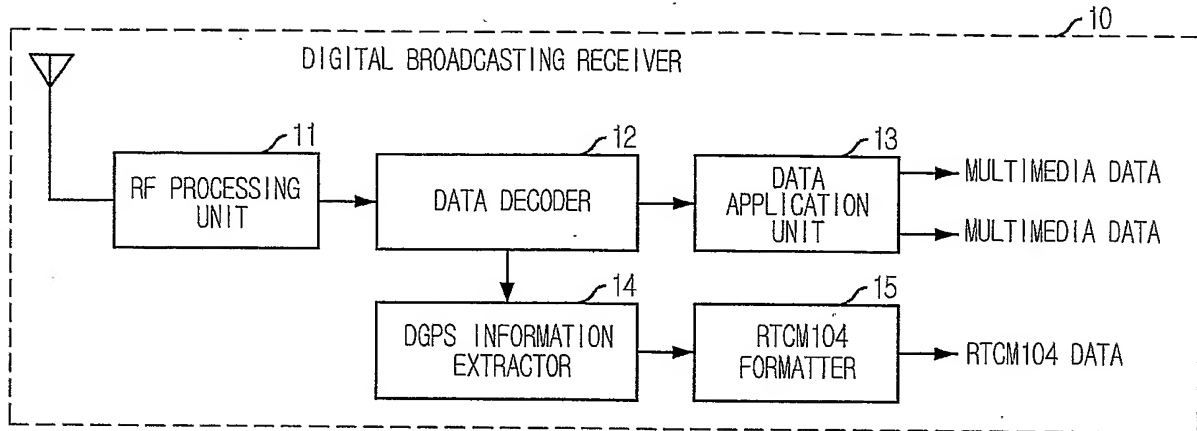 10
DIGITAL BROADCASTING RECEIVER
11
RF PROCESSING
UNIT
12
DATA DECODER
13
DATA
APPLICATION
UNIT
MULTIMEDIA DATA
MULTIMEDIA DATA
14
DGPS INFORMATION
EXTRACTOR
15
RTCM104
FORMATTER
RTCM104 DATA